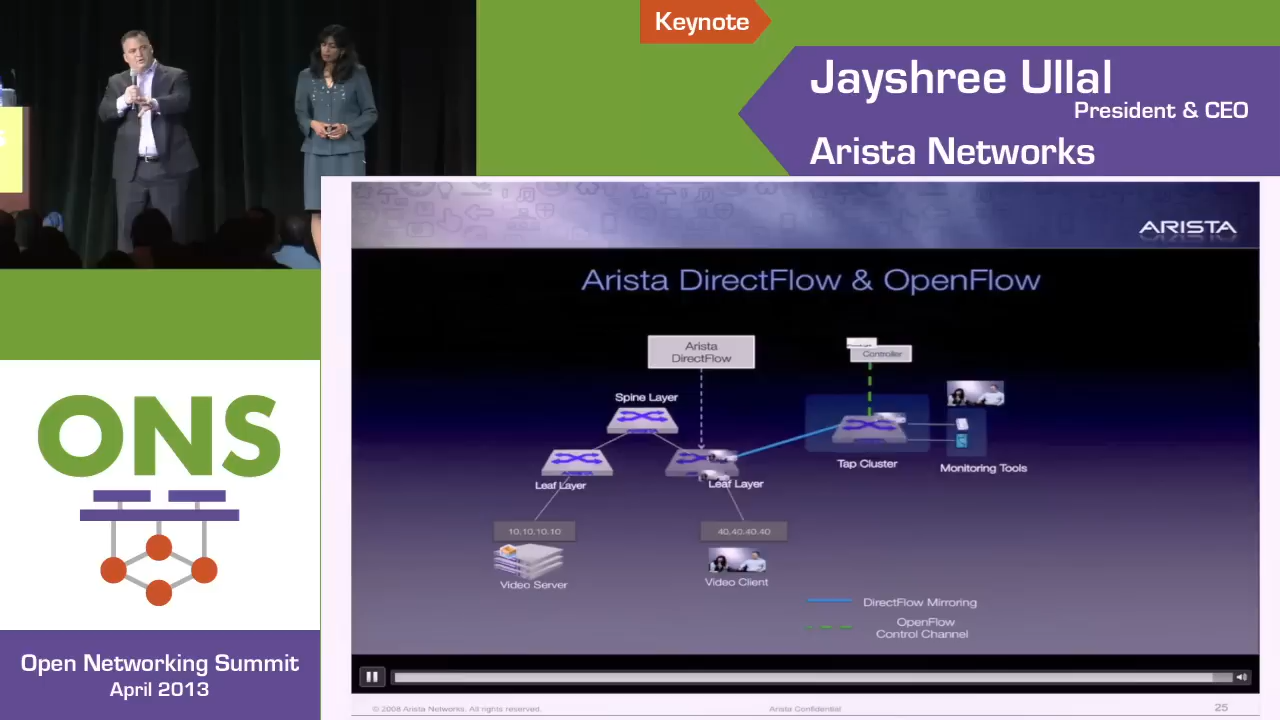 Keynote
Jayshree Ullal
President & CEO
Arista Networks
ARISTA
Arista DirectFlow & OpenFlow
Arista
DirectFlow
Controller
Spine Layer
Tap Cluster
Monitoring Tools
Leaf Layer
Leaf Layer
10.10.10.10
40.40.40.40
Video Server
Video Client
DirectFlow Mirroring
OpenFlow
Control Channel
© 2008 Arista Networks. All rights reserved.
Arista Confidential
25
ONS
Open Networking Summit
April 2013